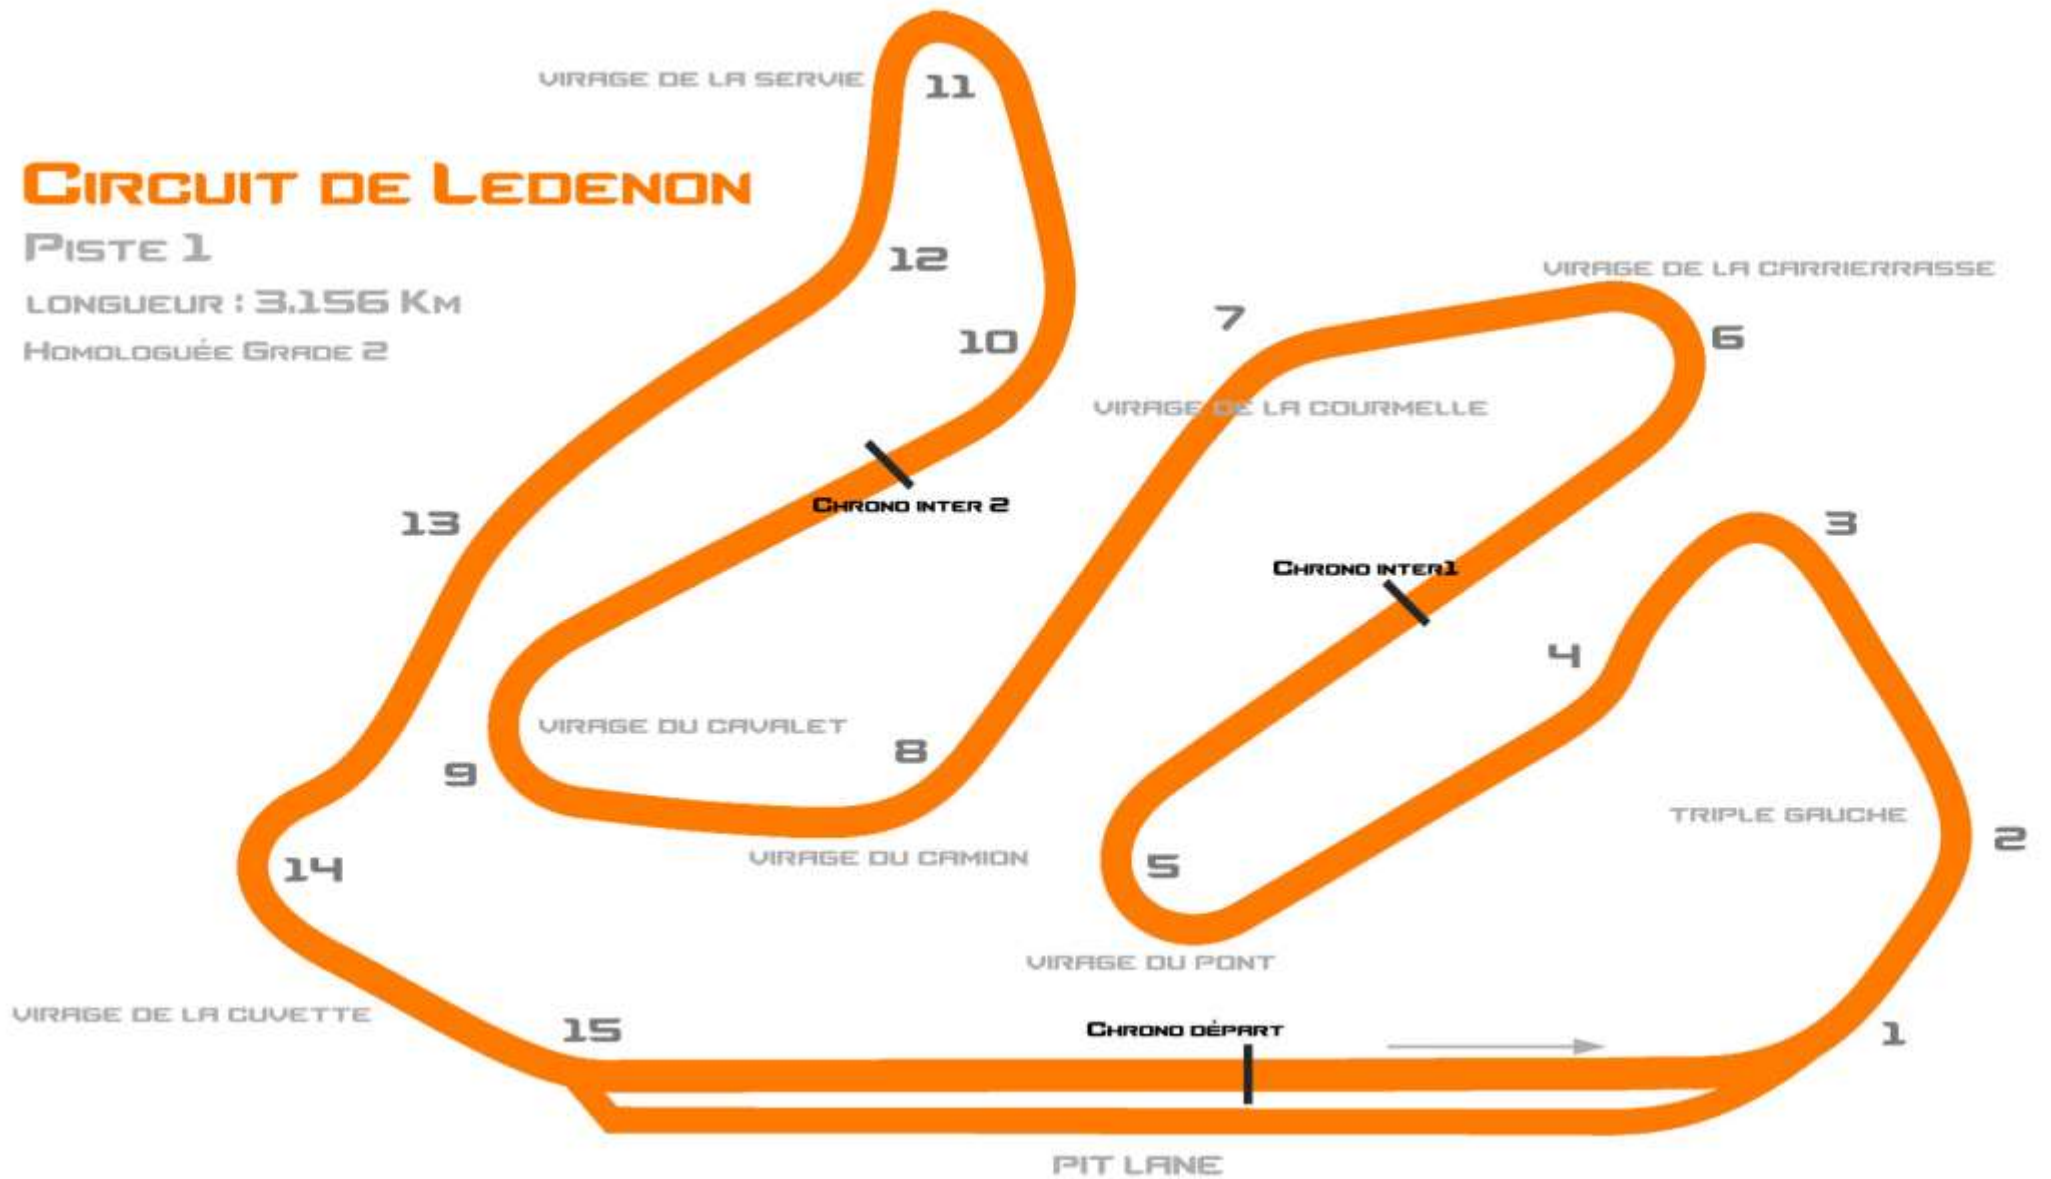 VIRAGE DE LA SERVIE
11
CIRCUIT DE LEDENON
PISTE 1
LONGUEUR : 3.156 KM
HOMOLOGUÉE GRADE 2
12
10
VIRAGE DE LA CARRIERRASSE
7
6
VIRAGE DE LA COURMELLE
CHRONO INTER 2
13
3
CHRONO INTER1
4
VIRAGE DU CAVALET
8
9
TRIPLE GAUCHE
2
VIRAGE DU CAMION
14
5
VIRAGE DU PONT
VIRAGE DE LA CUVETTE
15
CHRONO DÉPART
1
PIT LANE